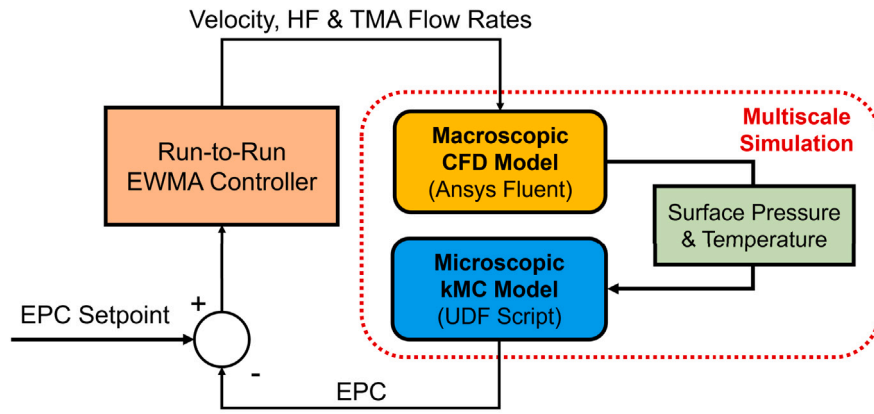 Velocity, HF & TMA Flow Rates
Multiscale
Simulation
Run-to-Run
EWMA Controller
Macroscopic
CFD Model
(Ansys Fluent)
Surface Pressure
& Temperature
Microscopic
kMC Model
(UDF Script)
EPC Setpoint
+
-
EPC